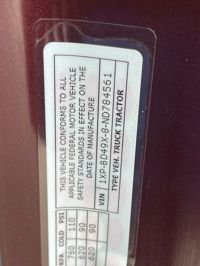 THIS VEHICLE CONFORMS TO ALL
APPLICABLE FEDERAL MOTOR VEHICLE
SAFETY STANDARDS IN EFFECT ON THE
DATE OF MANUFACTURE
VIN 1XP-BD49X-8-ND784561
TYPE VEH. TRUCK TRACTOR
KPA COLD PSI
760 110
620 90
620 90